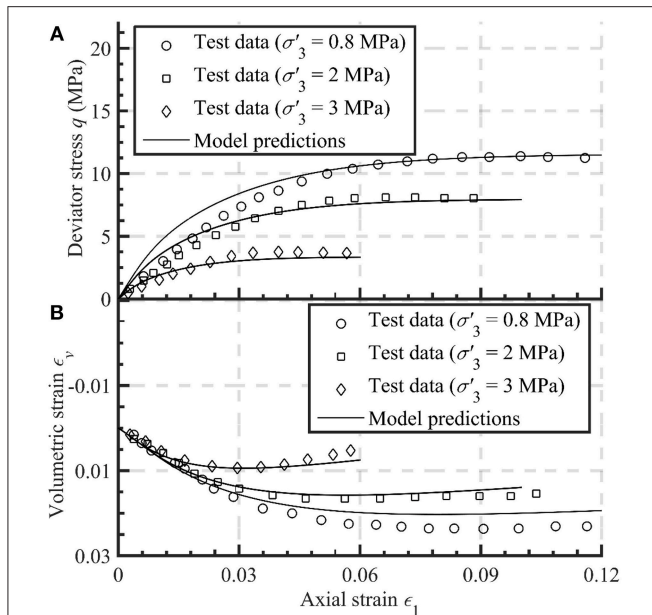 A
Test data (σ′₃ = 0.8 MPa)
Test data (σ′₃ = 2 MPa)
Test data (σ′₃ = 3 MPa)
Model predictions
Deviator stress q (MPa)
20
15
10
5
0
B
Test data (σ′₃ = 0.8 MPa)
Test data (σ′₃ = 2 MPa)
Test data (σ′₃ = 3 MPa)
Model predictions
Volumetric strain ϵᵥ
-0.01
0.01
0.03
0
0.03
0.06
0.09
0.12
Axial strain ϵ₁